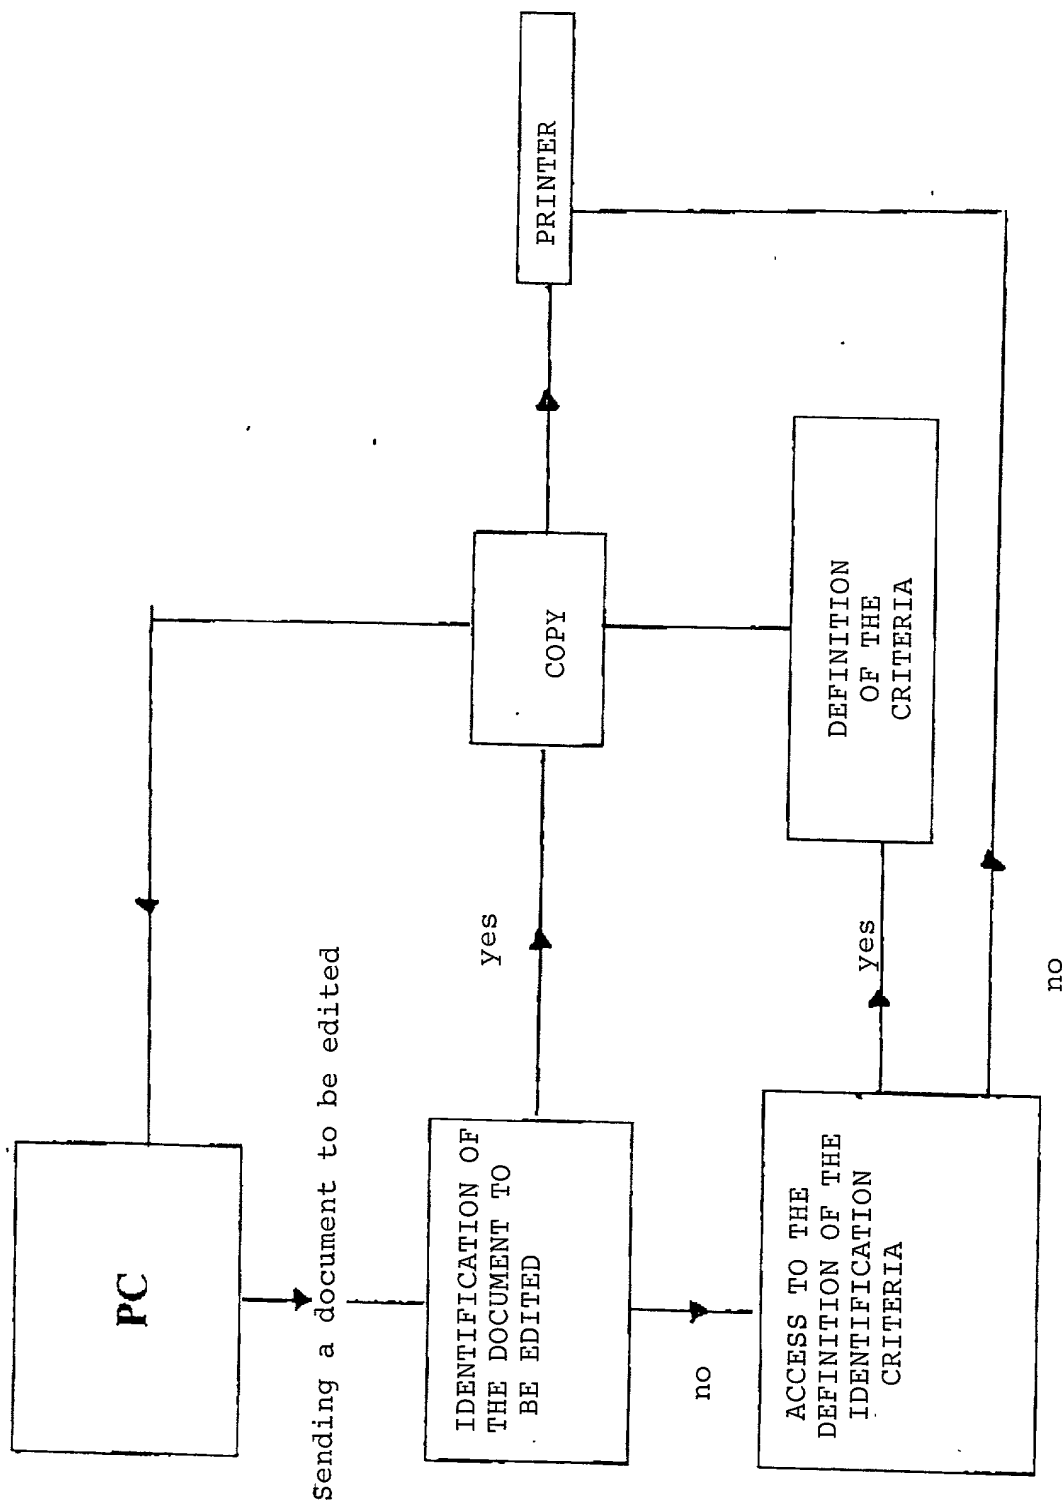 PC
Sending a document to be edited
IDENTIFICATION OF
THE DOCUMENT TO
BE EDITED
yes
COPY
PRINTER
no
ACCESS TO THE
DEFINITION OF THE
IDENTIFICATION
CRITERIA
yes
DEFINITION
OF THE
CRITERIA
no